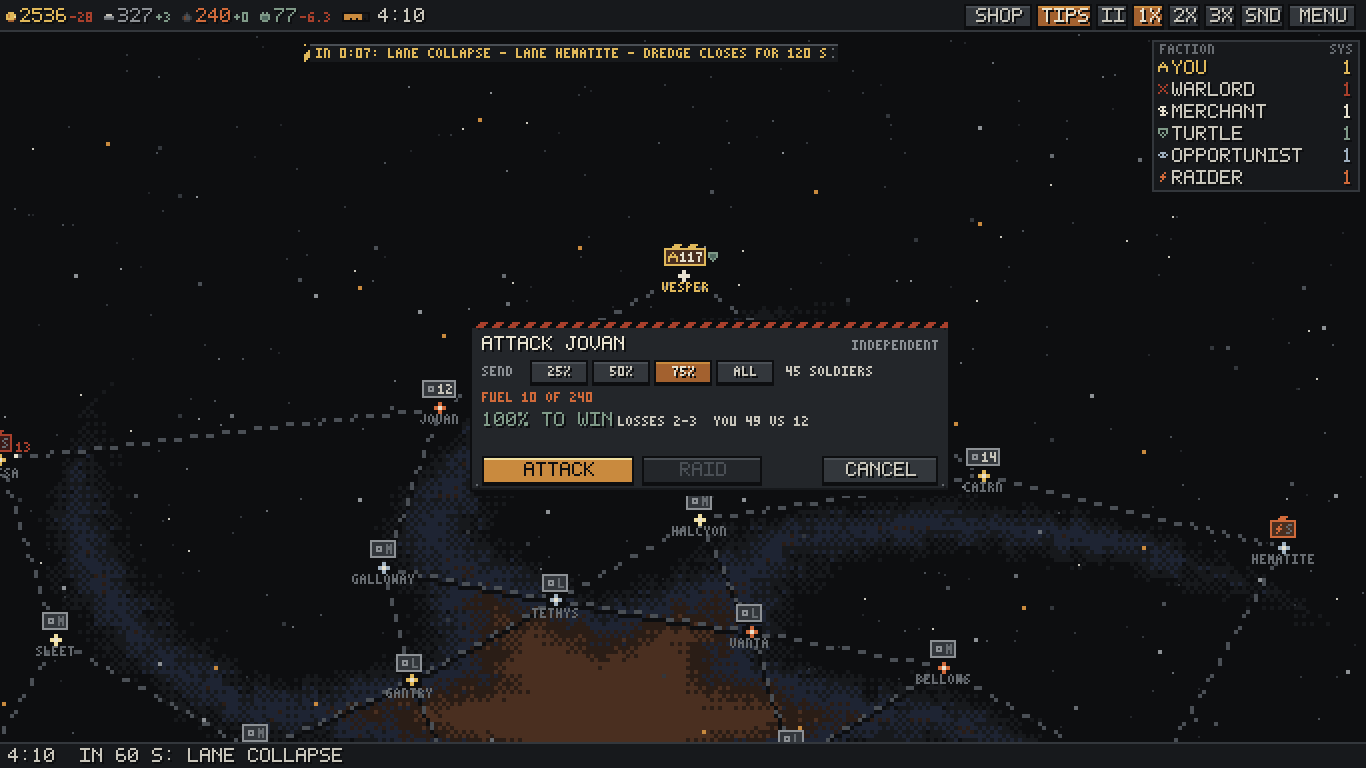 2536-28 327+3 240+0 77-6.3 4:10 SHOP TIPS II 1X 2X 3X SND MENU
IN 0:07: LANE COLLAPSE - LANE HEMATITE - DREDGE CLOSES FOR 120 S
FACTION SYS
YOU 1
WARLORD 1
MERCHANT 1
TURTLE 1
OPPORTUNIST 1
RAIDER 1
117
VESPER
ATTACK JOVAN INDEPENDENT
SEND 25% 50% 75% ALL 45 SOLDIERS
FUEL 10 OF 240
100% TO WIN LOSSES 2-3 YOU 49 VS 12
ATTACK RAID CANCEL
12
JOVAN
S 13
SA
14
CAIRN
M
HALCYON
S
HEMATITE
M
GALLOWAY
L
TETHYS
L
VANTA
M
SLEET
M
BELLONA
L
GANTRY
M
L
4:10 IN 60 S: LANE COLLAPSE